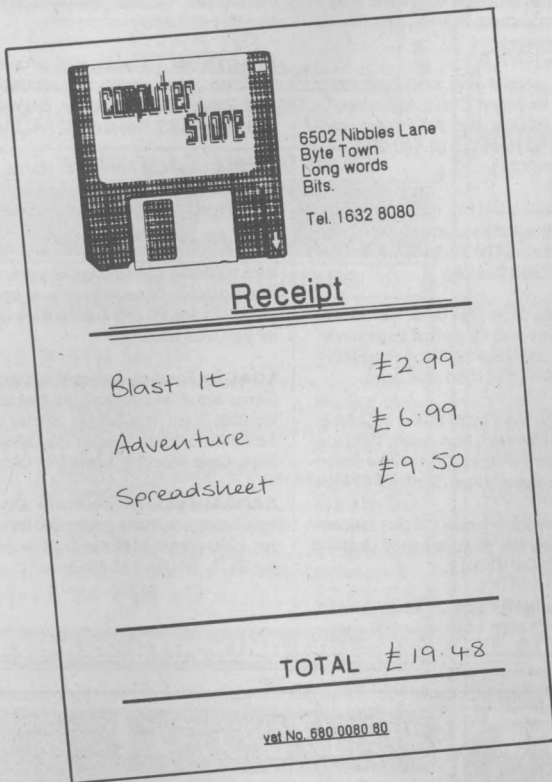 computer
store
6502 Nibbles Lane
Byte Town
Long words
Bits.
Tel. 1632 8080
Receipt
Blast It £2.99
Adventure £6.99
Spreadsheet £9.50
TOTAL £19.48
vat No. 680 0080 80